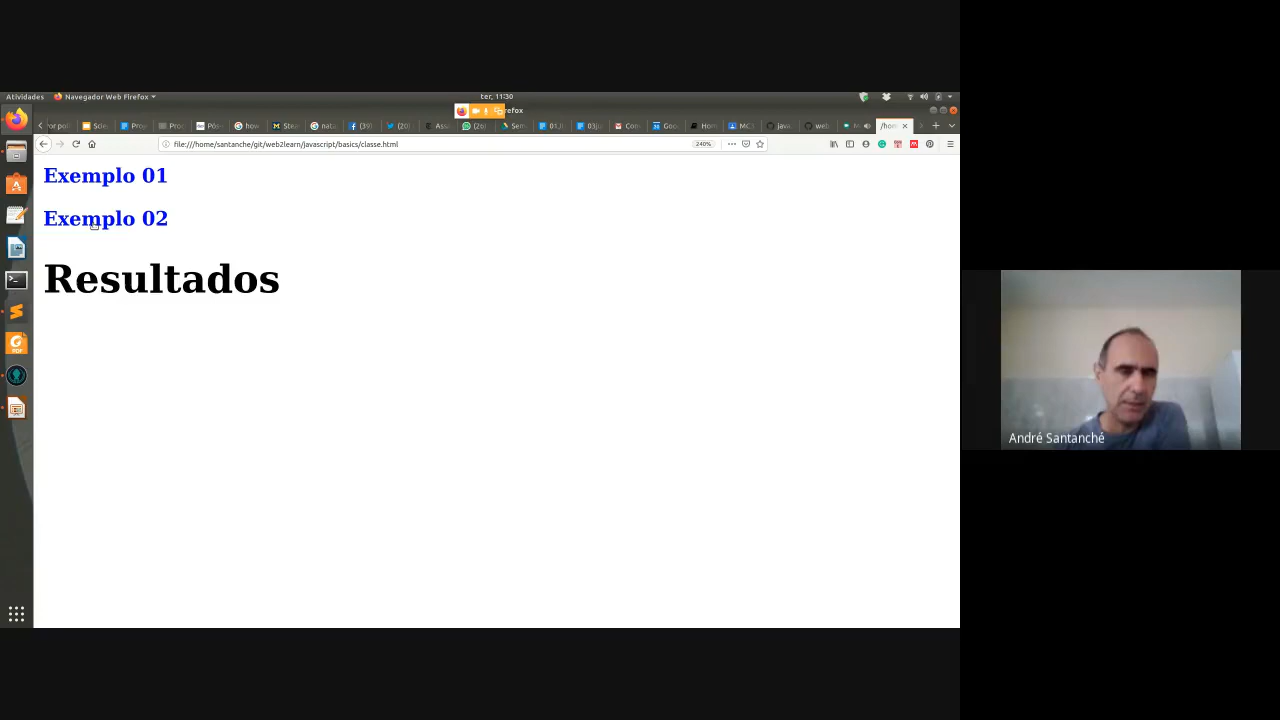 Atividades
Navegador Web Firefox
ter, 11:30
refox
file:///home/santanche/git/web2learn/javascript/basics/classe.html
240%
Exemplo 01
Exemplo 02
Resultados
André Santanché